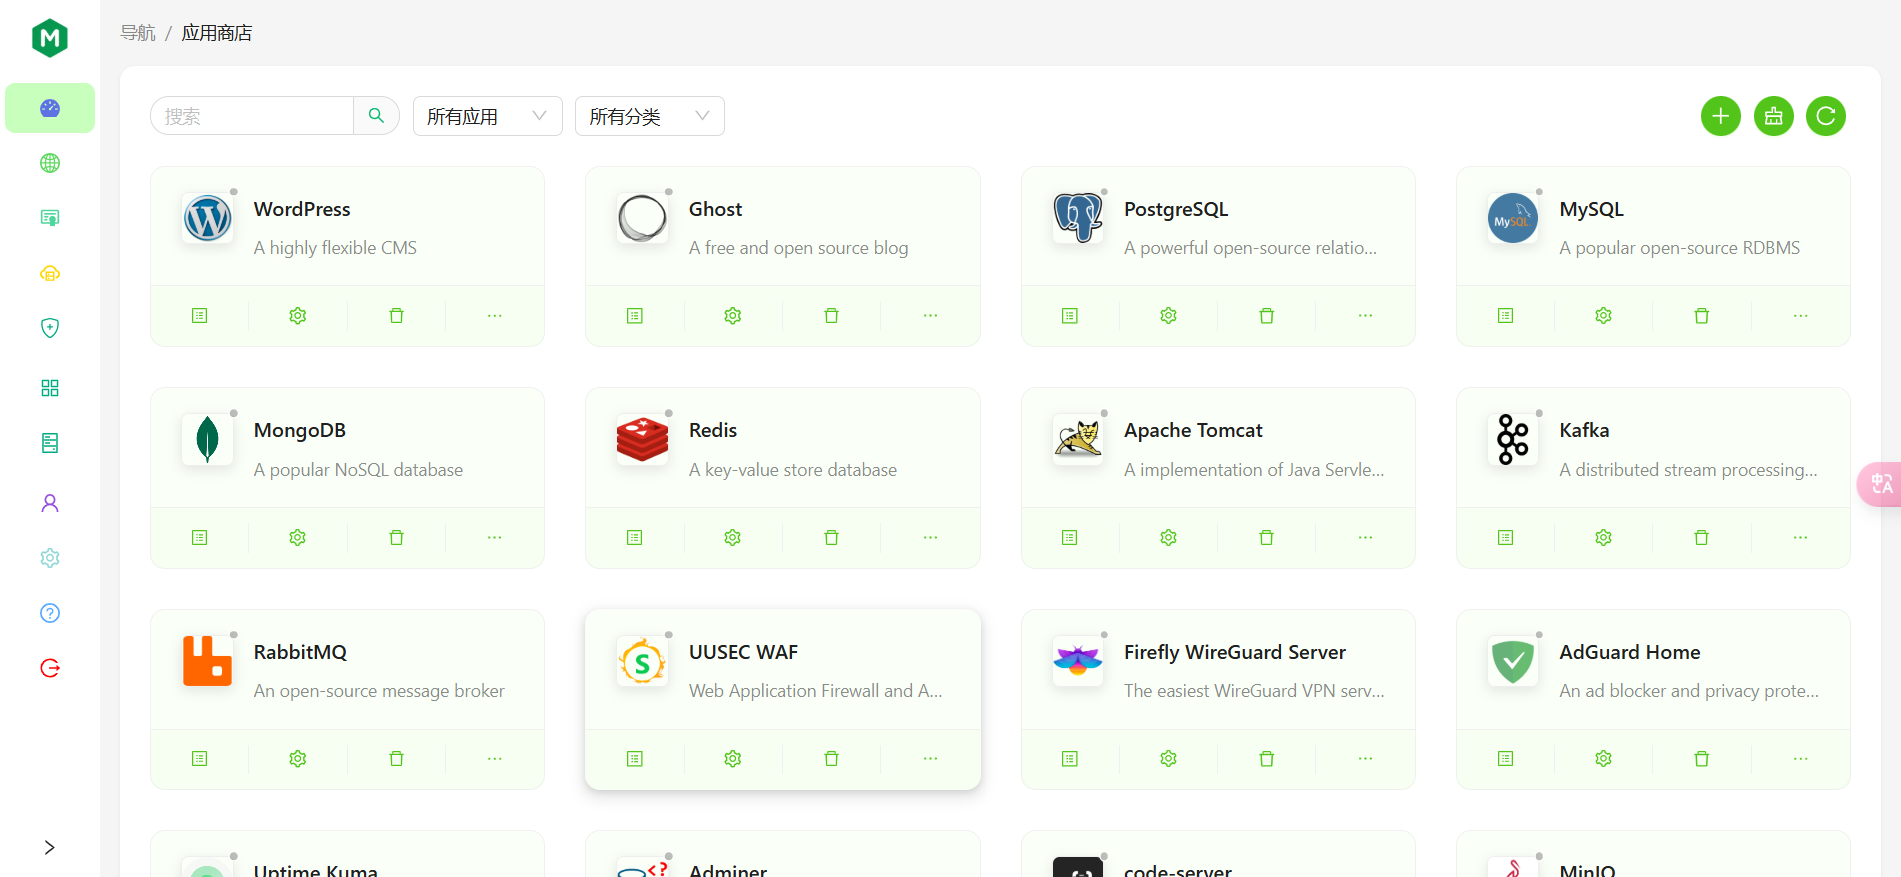 M
导航 / 应用商店
搜索
所有应用
所有分类
WordPress
A highly flexible CMS
Ghost
A free and open source blog
PostgreSQL
A powerful open-source relatio...
MySQL
MySQL
A popular open-source RDBMS
MongoDB
A popular NoSQL database
Redis
A key-value store database
Apache Tomcat
A implementation of Java Servle...
Kafka
A distributed stream processing...
中A
RabbitMQ
An open-source message broker
S
UUSEC WAF
Web Application Firewall and A...
Firefly WireGuard Server
The easiest WireGuard VPN serv...
AdGuard Home
An ad blocker and privacy prote...
Uptime Kuma
<?
Adminer
code-server
MinIO